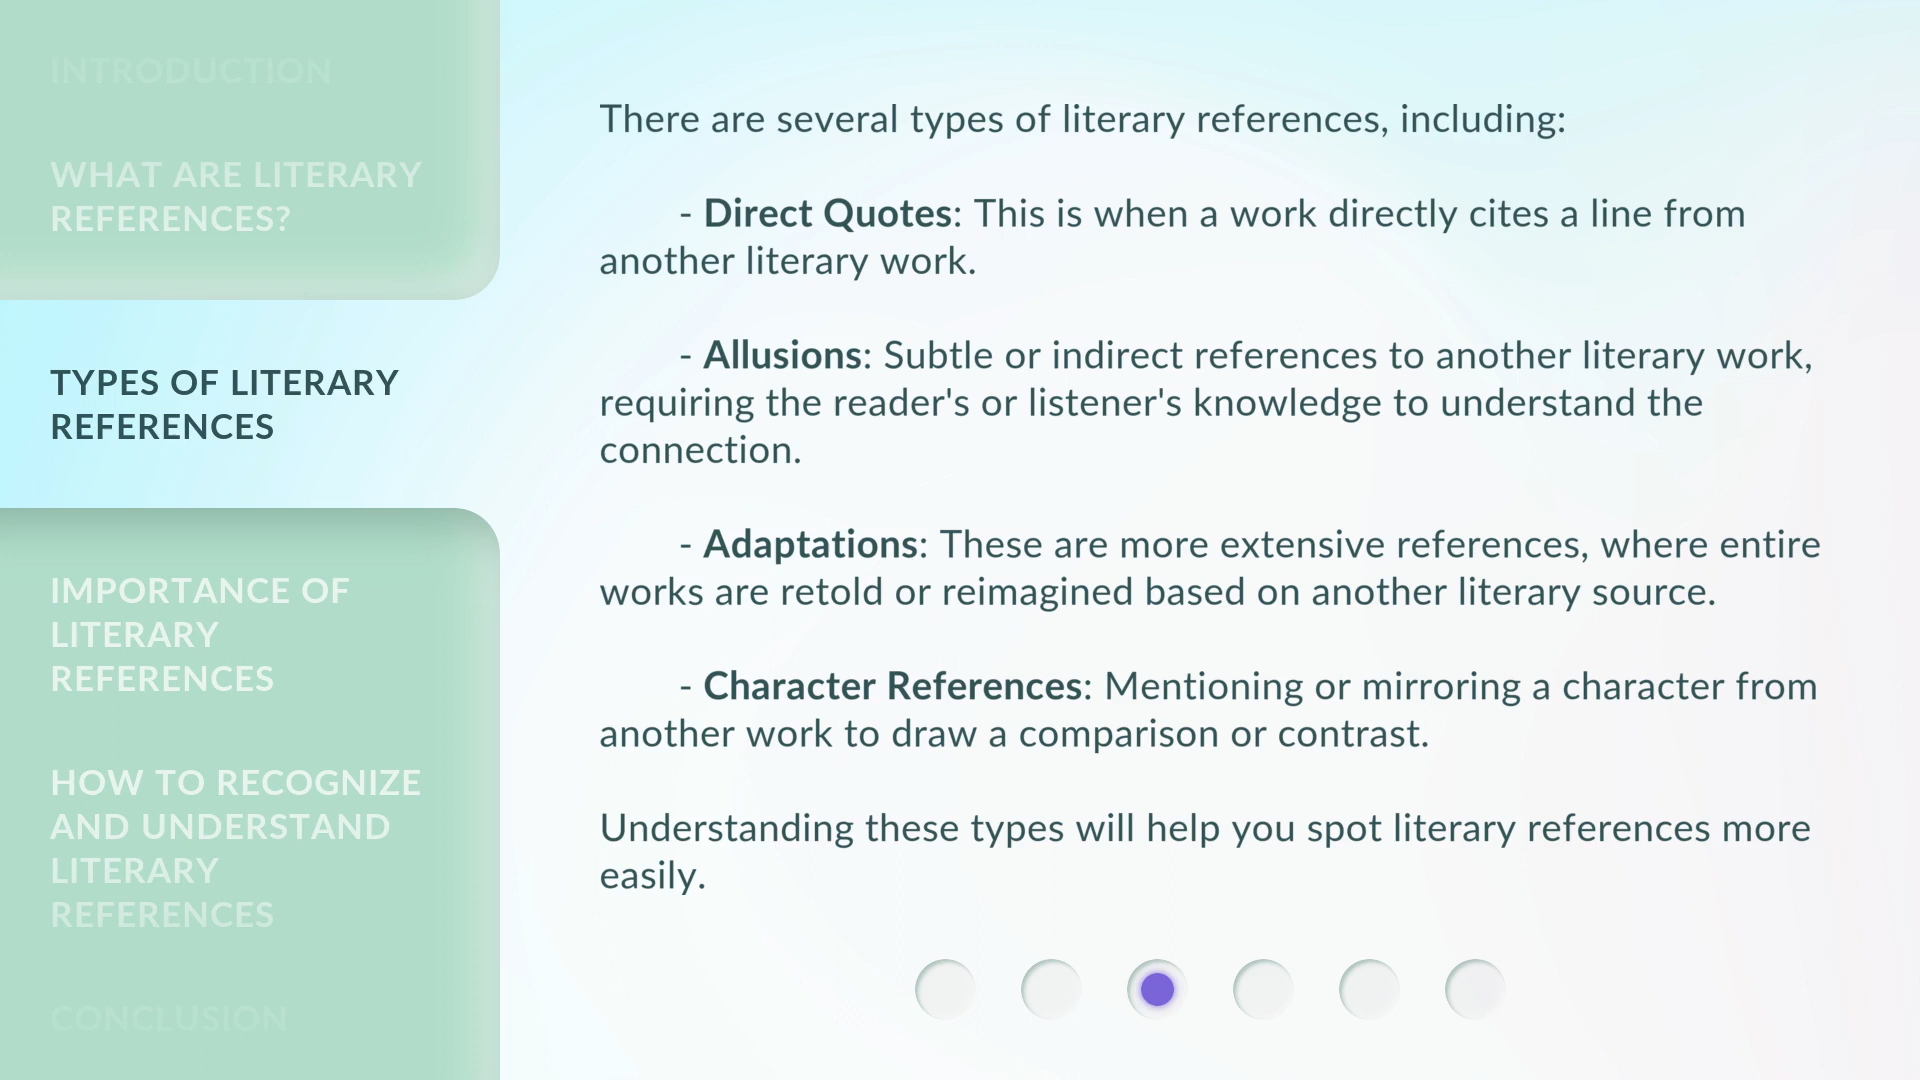 INTRODUCTION
WHAT ARE LITERARY
REFERENCES?
TYPES OF LITERARY
REFERENCES
IMPORTANCE OF
LITERARY
REFERENCES
HOW TO RECOGNIZE
AND UNDERSTAND
LITERARY
REFERENCES
CONCLUSION
There are several types of literary references, including:
- Direct Quotes: This is when a work directly cites a line from
another literary work.
- Allusions: Subtle or indirect references to another literary work,
requiring the reader's or listener's knowledge to understand the
connection.
- Adaptations: These are more extensive references, where entire
works are retold or reimagined based on another literary source.
- Character References: Mentioning or mirroring a character from
another work to draw a comparison or contrast.
Understanding these types will help you spot literary references more
easily.